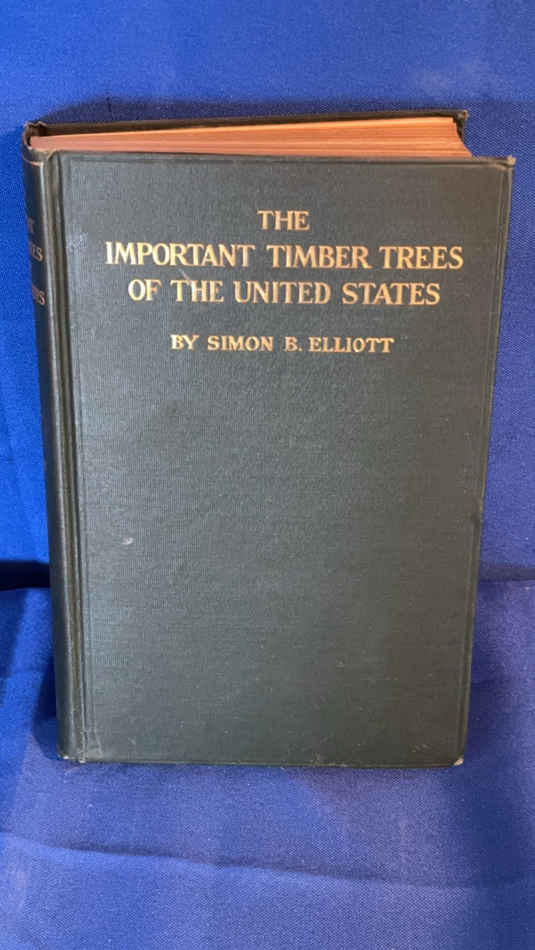 THE
IMPORTANT TIMBER TREES
OF THE UNITED STATES
BY SIMON B. ELLIOTT